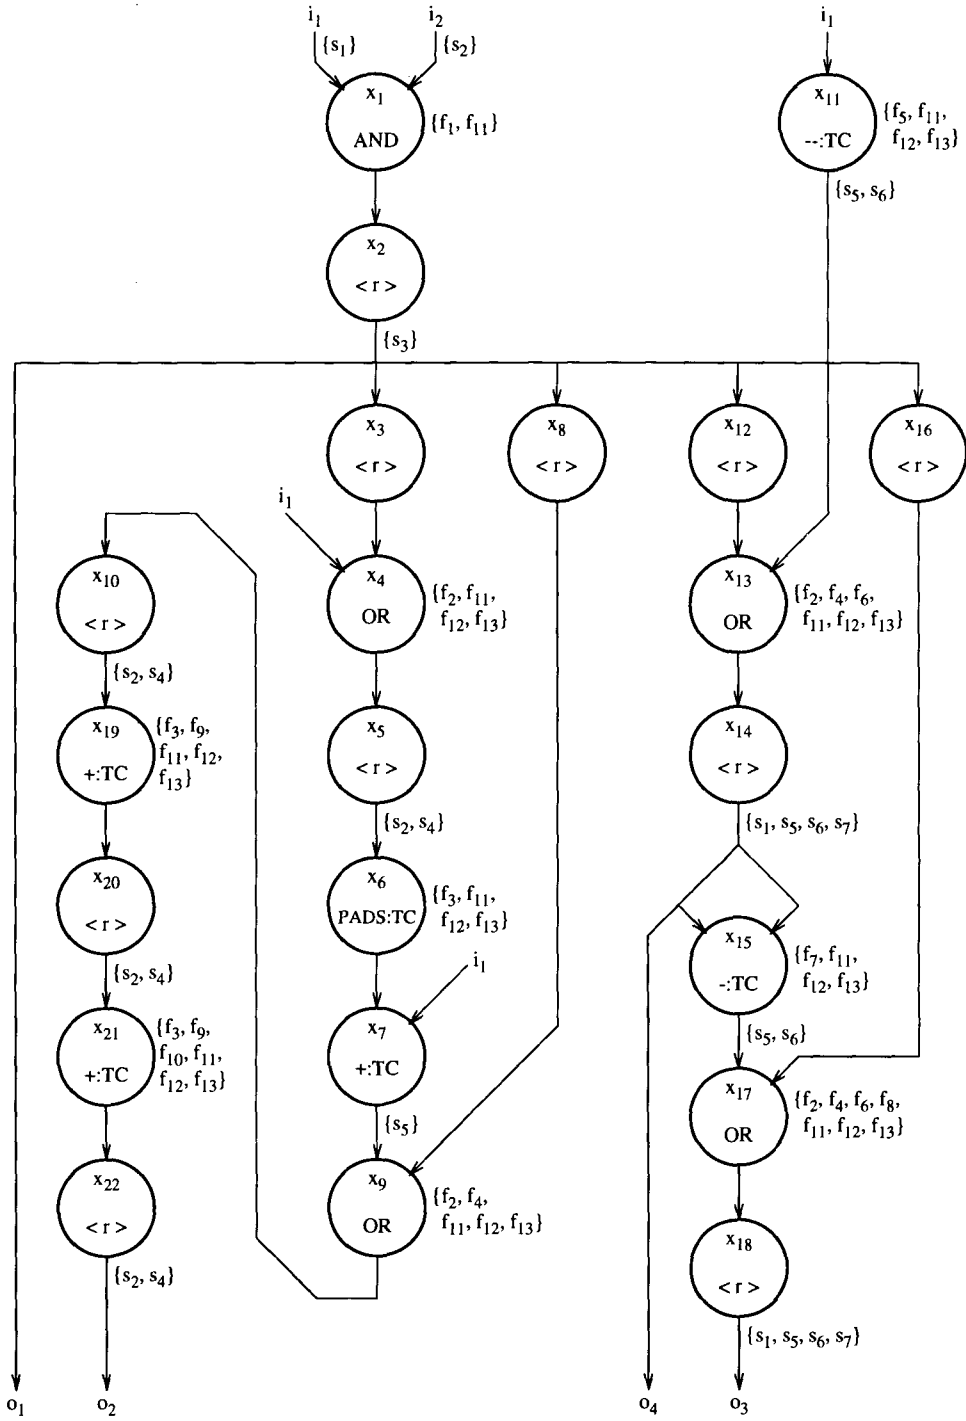 i₁ i₂ i₁
{s₁} {s₂}
x₁
AND
{f₁, f₁₁}
x₁₁
--:TC
{f₅, f₁₁,
f₁₂, f₁₃}
{s₅, s₆}
x₂
< r >
{s₃}
x₃
< r >
x₈
< r >
x₁₂
< r >
x₁₆
< r >
i₁
x₁₀
< r >
{s₂, s₄}
x₄
OR
{f₂, f₁₁,
f₁₂, f₁₃}
x₁₃
OR
{f₂, f₄, f₆,
f₁₁, f₁₂, f₁₃}
x₁₉
+:TC
{f₃, f₉,
f₁₁, f₁₂,
f₁₃}
x₅
< r >
{s₂, s₄}
x₁₄
< r >
{s₁, s₅, s₆, s₇}
x₂₀
< r >
{s₂, s₄}
x₆
PADS:TC
{f₃, f₁₁,
f₁₂, f₁₃}
i₁
x₁₅
-:TC
{f₇, f₁₁,
f₁₂, f₁₃}
{s₅, s₆}
x₂₁
+:TC
{f₃, f₉,
f₁₀, f₁₁,
f₁₂, f₁₃}
x₇
+:TC
{s₅}
x₁₇
OR
{f₂, f₄, f₆, f₈,
f₁₁, f₁₂, f₁₃}
x₂₂
< r >
{s₂, s₄}
x₉
OR
{f₂, f₄,
f₁₁, f₁₂, f₁₃}
x₁₈
< r >
{s₁, s₅, s₆, s₇}
o₁ o₂ o₄ o₃